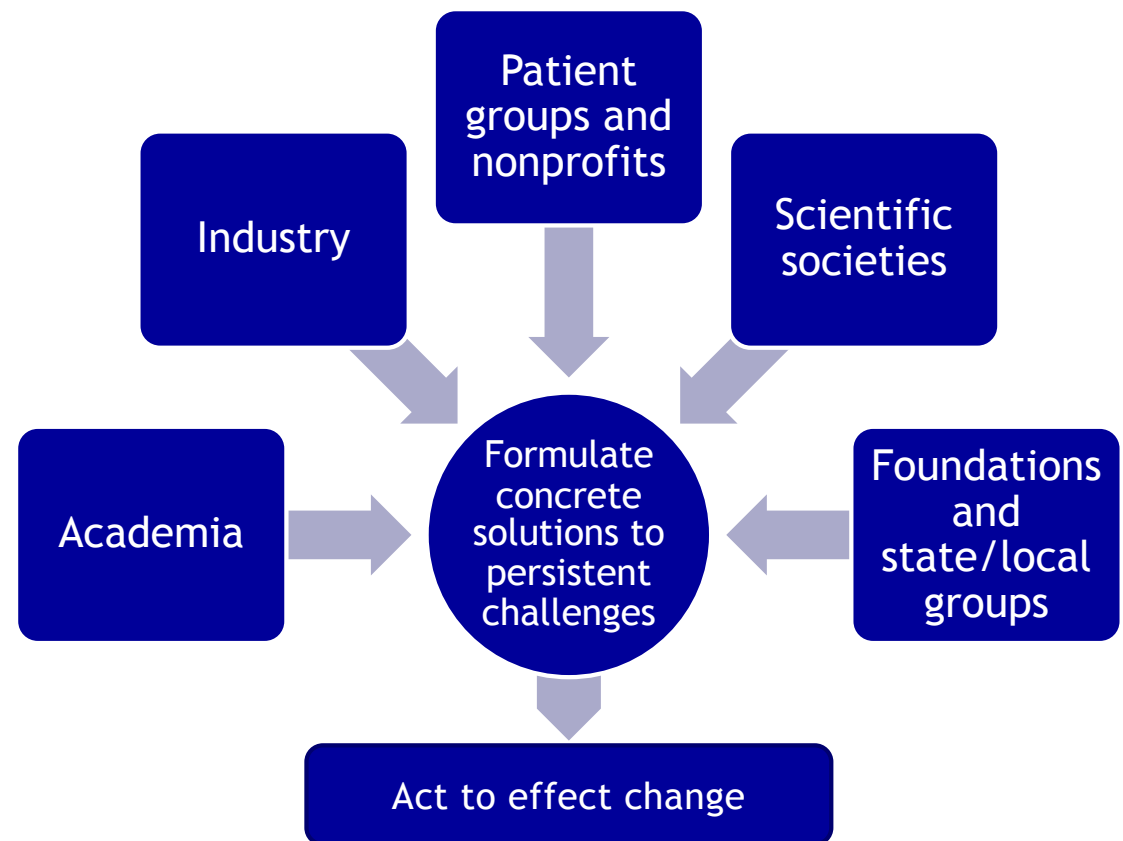 Patient
groups and
nonprofits
Industry
Scientific
societies
Academia
Formulate
concrete
solutions to
persistent
challenges
Foundations
and
state/local
groups
Act to effect change